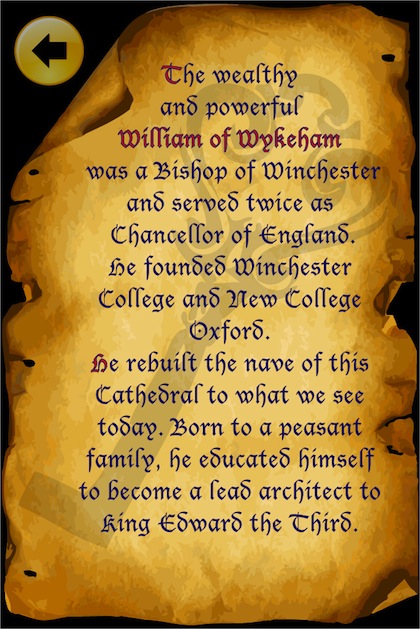 The wealthy
and powerful
William of Wykeham
was a Bishop of Winchester
and served twice as
Chancellor of England.
He founded Winchester
College and New College
Oxford.
He rebuilt the nave of this
Cathedral to what we see
today. Born to a peasant
family, he educated himself
to become a lead architect to
King Edward the Third.